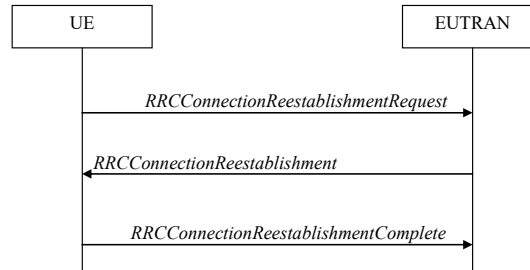 UE
EUTRAN
RRCConnectionReestablishmentRequest
RRCConnectionReestablishment
RRCConnectionReestablishmentComplete